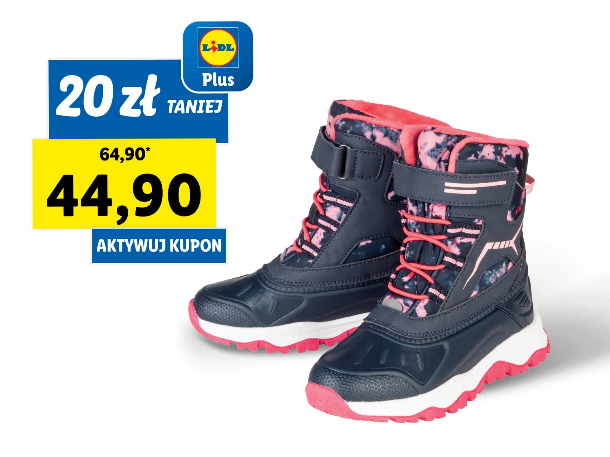 LIDL
Plus
20 zł TANIEJ
64,90*
44,90
AKTYWUJ KUPON